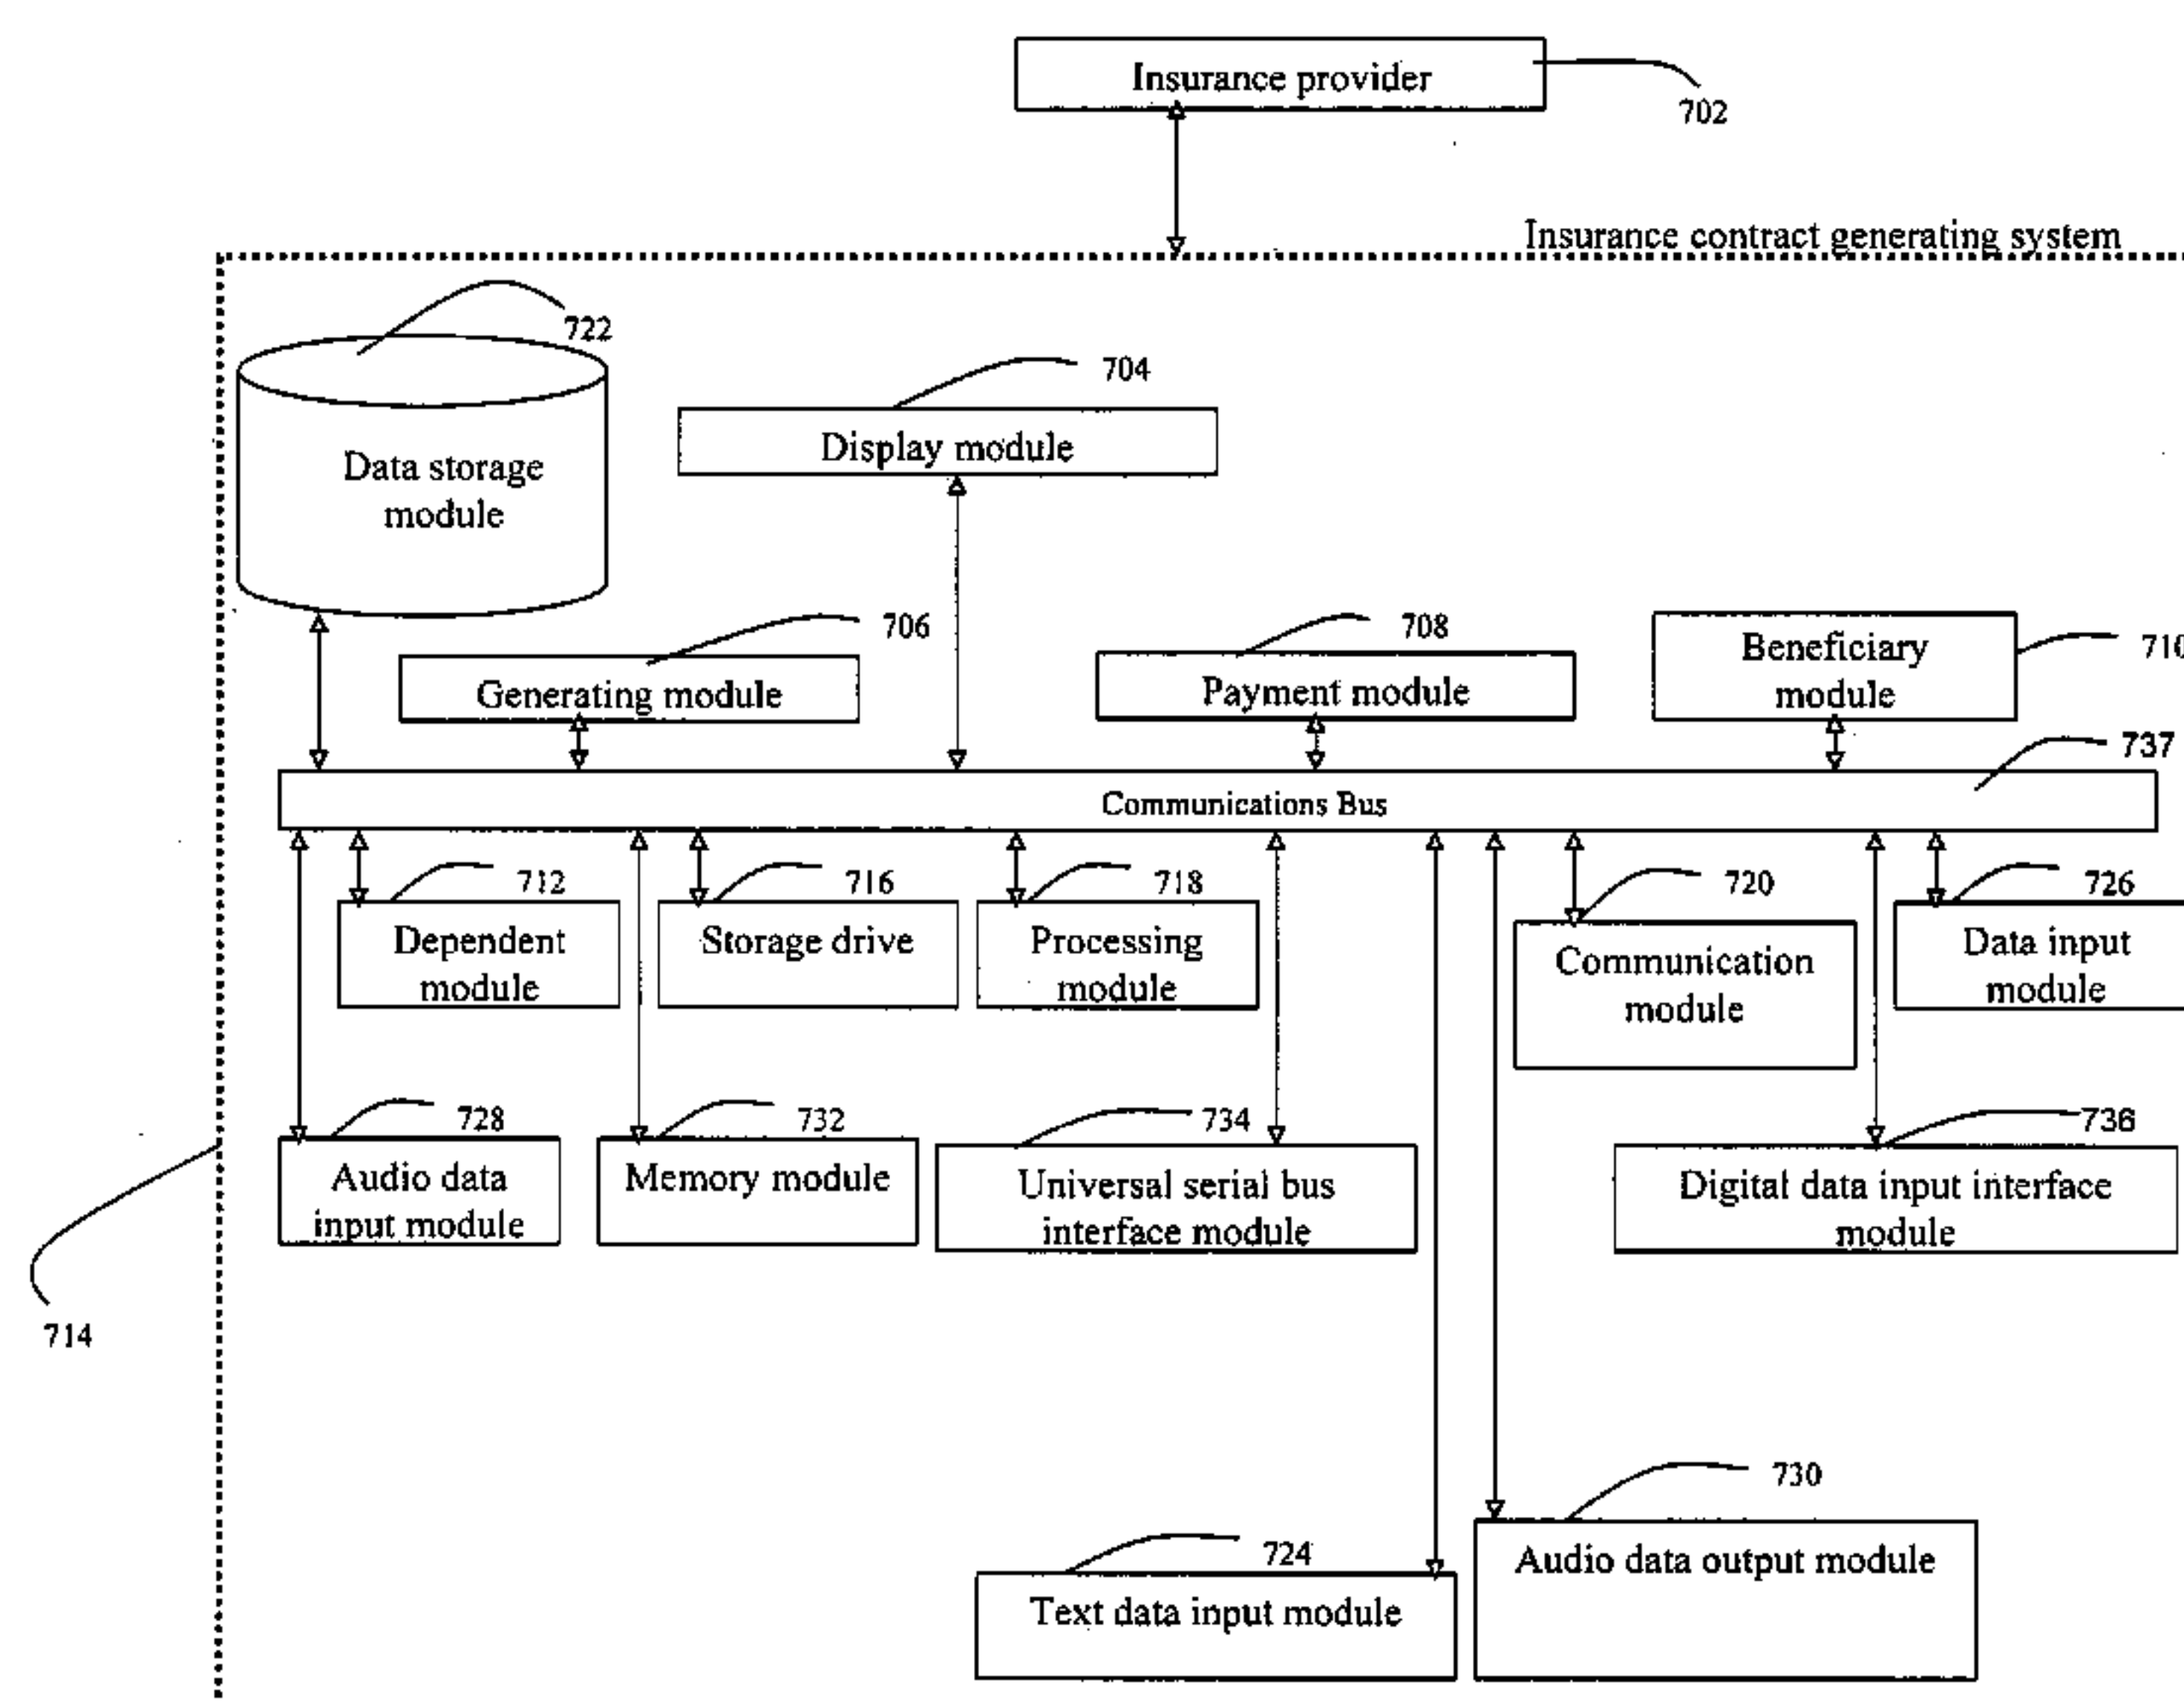 Insurance provider
702
Insurance contract generating system
722
704
Data storage
module
Display module
706
708
Beneficiary
module
710
Generating module
Payment module
737
Communications Bus
712
716
718
720
726
Dependent
module
Storage drive
Processing
module
Communication
module
Data input
module
728
732
734
736
Audio data
input module
Memory module
Universal serial bus
interface module
Digital data input interface
module
714
730
724
Audio data output module
Text data input module